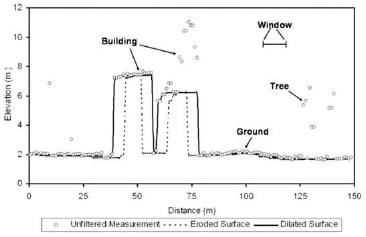 12
10
8
6
4
2
0
Elevation (m )
Building
Window
Tree
Ground
0 25 50 75 100 125 150
Distance (m)
Unfiltered Measurement Eroded Surface Dilated Surface